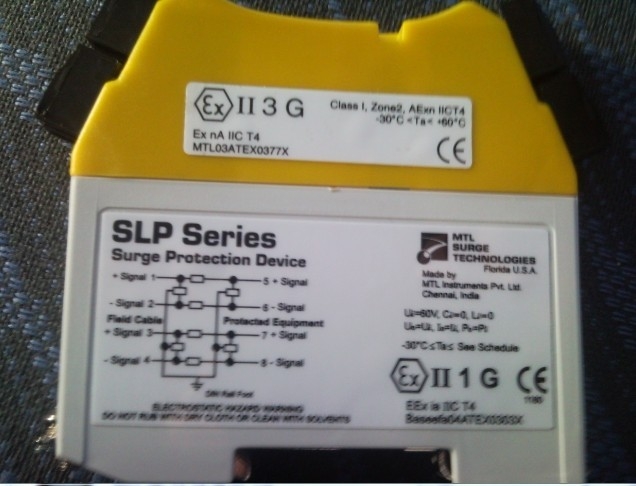 Ex II 3 G
Class I, Zone2, AExn IICT4
-30°C <Ta< +60°C
Ex nA IIC T4
MTL03ATEX0377X
CE
SLP Series
Surge Protection Device
MTL
SURGE
TECHNOLOGIES
Florida U.S.A.
Made by
MTL Instruments Pvt. Ltd.
Chennai, India
+ Signal 1
5 + Signal
- Signal 2
6 - Signal
Field Cable
Protected Equipment
+ Signal 3
7 + Signal
- Signal 4
8 - Signal
DIN Rail Foot
Ui=60V, Ci=0, Li=0
-30°C ≤Ta≤ See Schedule
Ex II 1 G
CE
1180
EEx ia IIC T4
Baseefa04ATEX0303X
ELECTROSTATIC HAZARD WARNING
DO NOT RUB WITH DRY CLOTH OR CLEAN WITH SOLVENTS